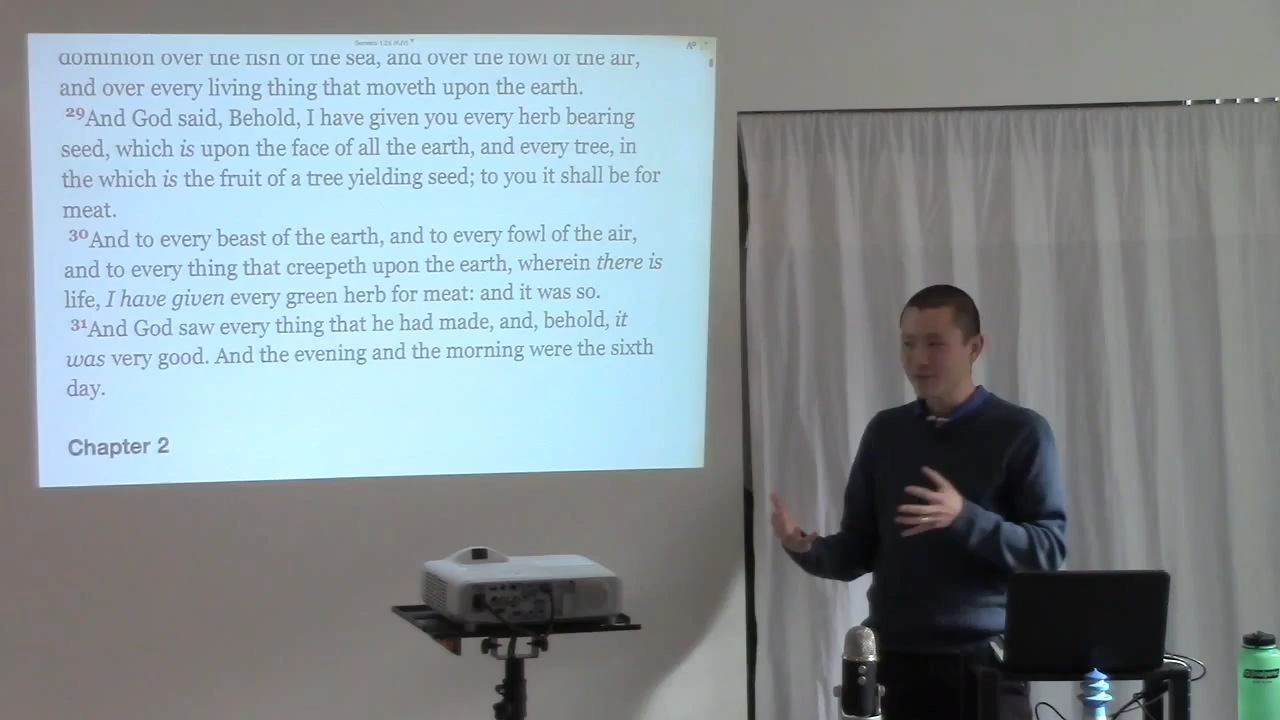 Genesis 1:28 (KJV)
dominion over the fish of the sea, and over the fowl of the air,
and over every living thing that moveth upon the earth.
29And God said, Behold, I have given you every herb bearing
seed, which is upon the face of all the earth, and every tree, in
the which is the fruit of a tree yielding seed; to you it shall be for
meat.
30And to every beast of the earth, and to every fowl of the air,
and to every thing that creepeth upon the earth, wherein there is
life, I have given every green herb for meat: and it was so.
31And God saw every thing that he had made, and, behold, it
was very good. And the evening and the morning were the sixth
day.
Chapter 2